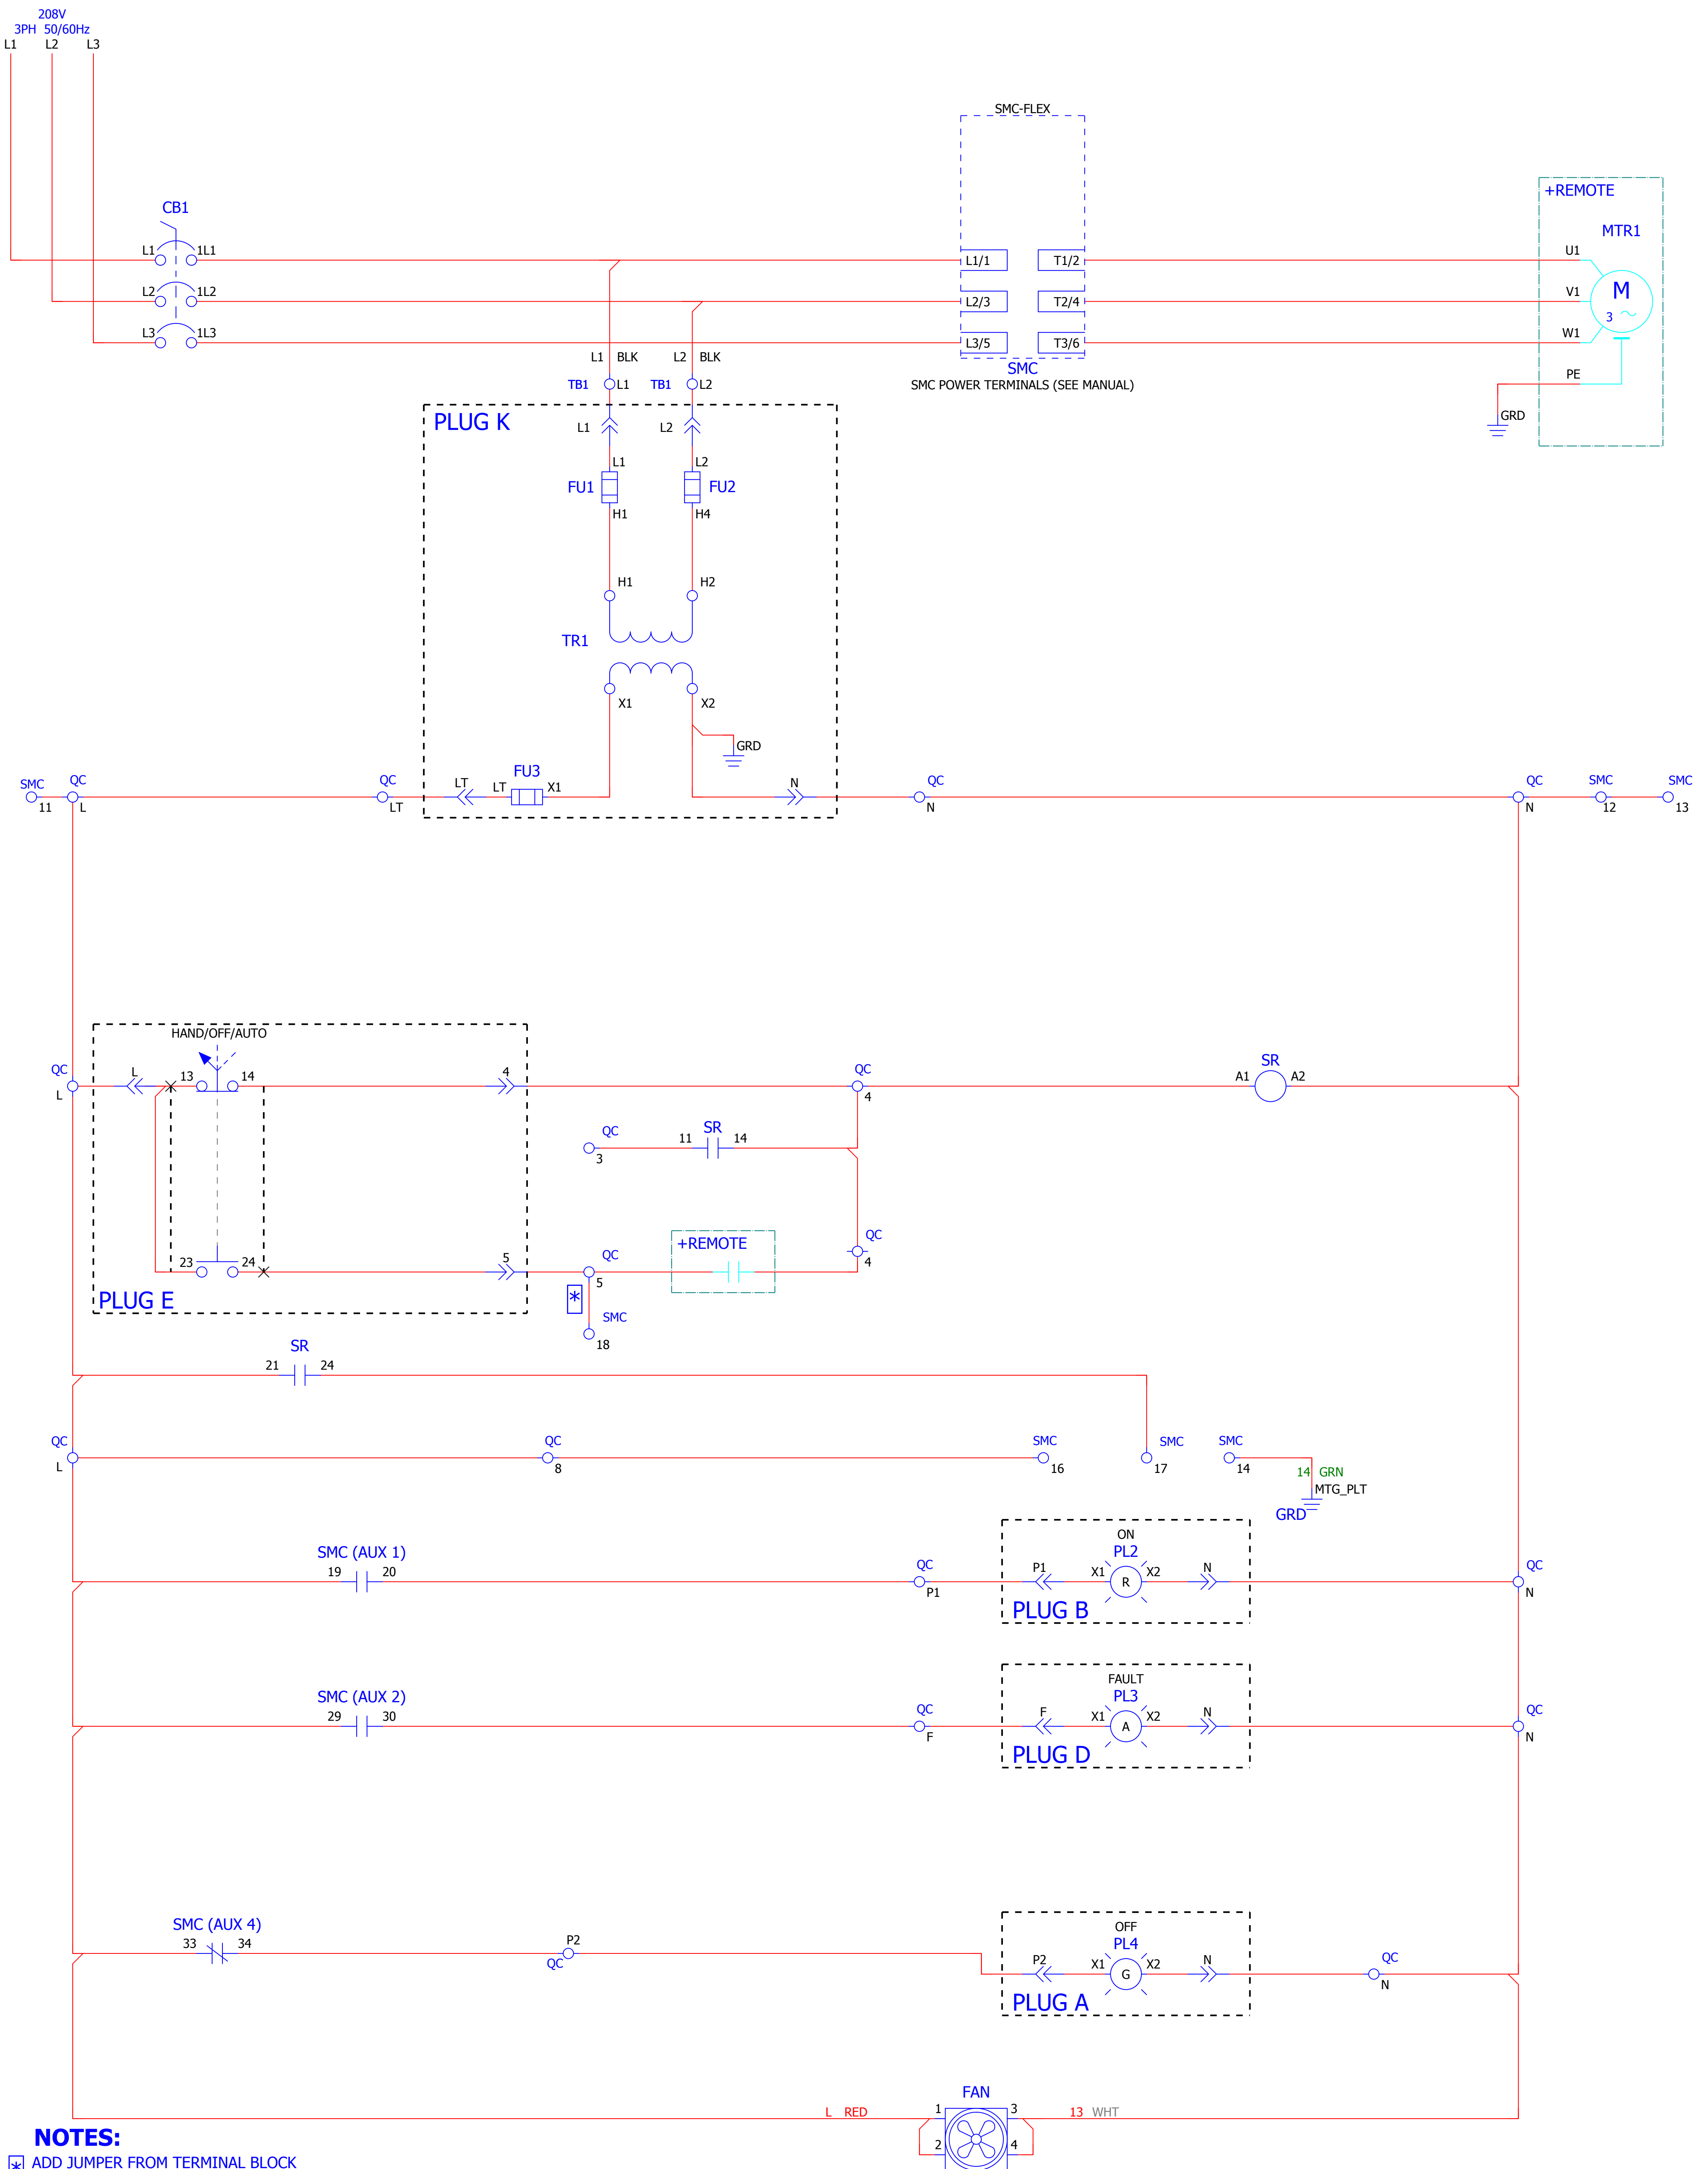 208V
3PH 50/60Hz
L1 L2 L3
SMC-FLEX
+REMOTE
CB1
MTR1
L1 1L1
L1/1 T1/2
U1
L2 1L2
L2/3 T2/4
V1
M
3
L3 1L3
L3/5 T3/6
W1
L1 BLK L2 BLK
SMC
SMC POWER TERMINALS (SEE MANUAL)
PE
TB1 L1 TB1 L2
GRD
PLUG K
L1 L2
L1 L2
FU1 FU2
H1 H4
H1 H2
TR1
X1 X2
GRD
SMC QC QC LT LT FU3 X1 N QC QC SMC SMC
11 L LT N N 12 13
HAND/OFF/AUTO
QC L 13 14 4 QC SR
L 4 A1 A2
QC 11 SR 14
3
+REMOTE
QC
23 24 5 QC
5 4
PLUG E
*
SMC
18
SR
21 24
QC QC SMC SMC SMC
L 8 16 17 14
14 GRN
MTG_PLT
GRD
ON
SMC (AUX 1) PL2
19 20 QC P1 X1 R X2 N QC
P1 N
PLUG B
FAULT
SMC (AUX 2) PL3
29 30 QC F X1 A X2 N QC
F N
PLUG D
OFF
SMC (AUX 4) PL4
33 34 P2
QC
P2 X1 G X2 N QC
N
PLUG A
FAN
L RED 1 3 13 WHT
2 4
NOTES:
* ADD JUMPER FROM TERMINAL BLOCK